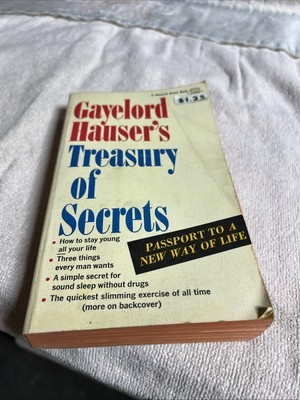 $1.25
Gayelord
Hauser's
Treasury
of
Secrets
• How to stay young
all your life
• Three things
every man wants
• A simple secret for
sound sleep without drugs
• The quickest slimming exercise of all time
(more on backcover)
PASSPORT TO A
NEW WAY OF LIFE